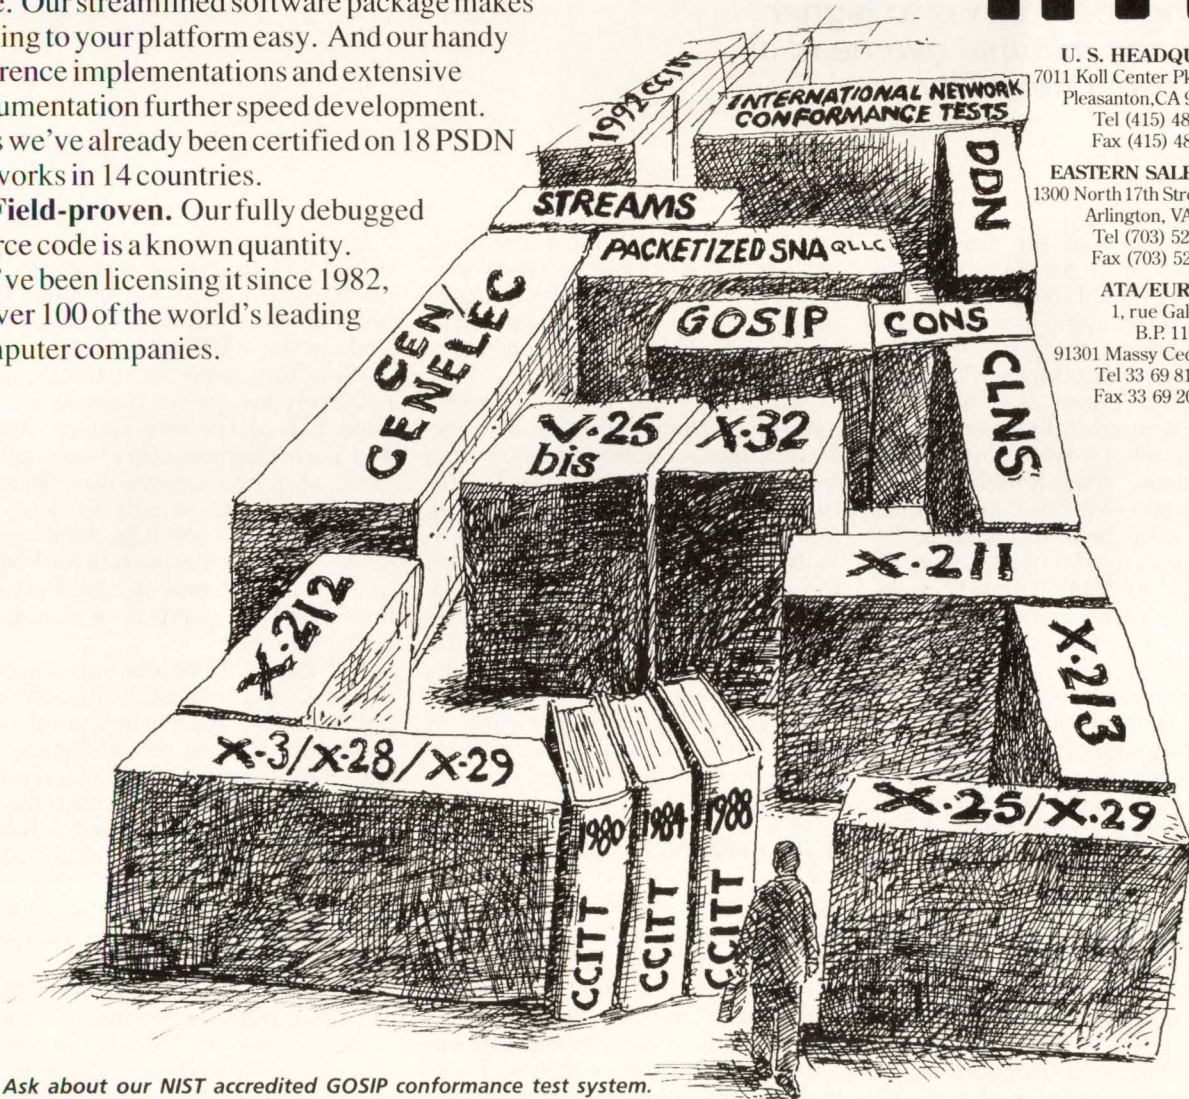 Our streamlined software package makes
ing to your platform easy. And our handy
rence implementations and extensive
umentation further speed development.
s we've already been certified on 18 PSDN
works in 14 countries.
Field-proven. Our fully debugged
rce code is a known quantity.
've been licensing it since 1982,
ver 100 of the world's leading
mputer companies.
U. S. HEADQU
7011 Koll Center Pk
Pleasanton, CA 9
Tel (415) 48
Fax (415) 48
EASTERN SALE
1300 North 17th Stre
Arlington, VA
Tel (703) 52
Fax (703) 52
ATA/EUR
1, rue Gal
B.P. 11
91301 Massy Ced
Tel 33 69 81
Fax 33 69 20
1992 CCITT
INTERNATIONAL NETWORK
CONFORMANCE TESTS
DDN
STREAMS
PACKETIZED SNA QLLC
CEN/
CENELEC
GOSIP
CONS
CLNS
V.25
bis
X.32
X.212
X.211
X.213
X.3/X.28/X.29
1980 CCITT
1984 CCITT
1988 CCITT
X.25/X.29
Ask about our NIST accredited GOSIP conformance test system.